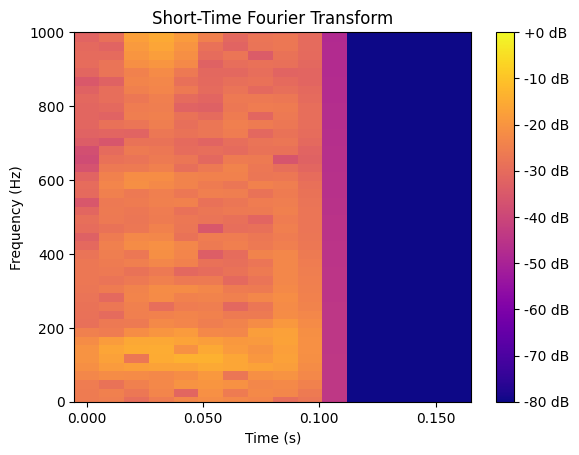 Short-Time Fourier Transform
Frequency (Hz)
1000
800
600
400
200
0
0.000
0.050
0.100
0.150
Time (s)
+0 dB
-10 dB
-20 dB
-30 dB
-40 dB
-50 dB
-60 dB
-70 dB
-80 dB